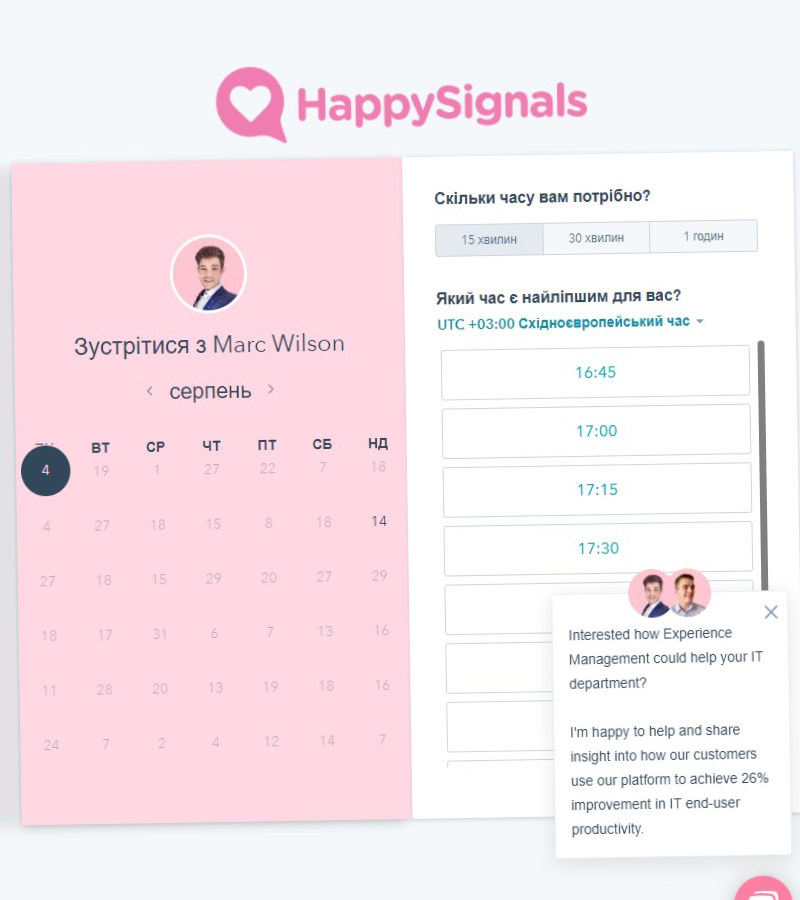 HappySignals
Зустрітися з Marc Wilson
серпень
ВТ СР ЧТ ПТ СБ НД
4 19 1 27 22 7 18
4 27 18 15 8 18 14
27 18 15 29 20 27 29
18 17 31 6 7 13 16
11 28 20 13 19 18 16
24 7 2 4 12 14 7
Скільки часу вам потрібно?
15 хвилин 30 хвилин 1 годин
Який час є найліпшим для вас?
UTC +03:00 Східноєвропейський час
16:45
17:00
17:15
17:30
Interested how Experience
Management could help your IT
department?
I'm happy to help and share
insight into how our customers
use our platform to achieve 26%
improvement in IT end-user
productivity.